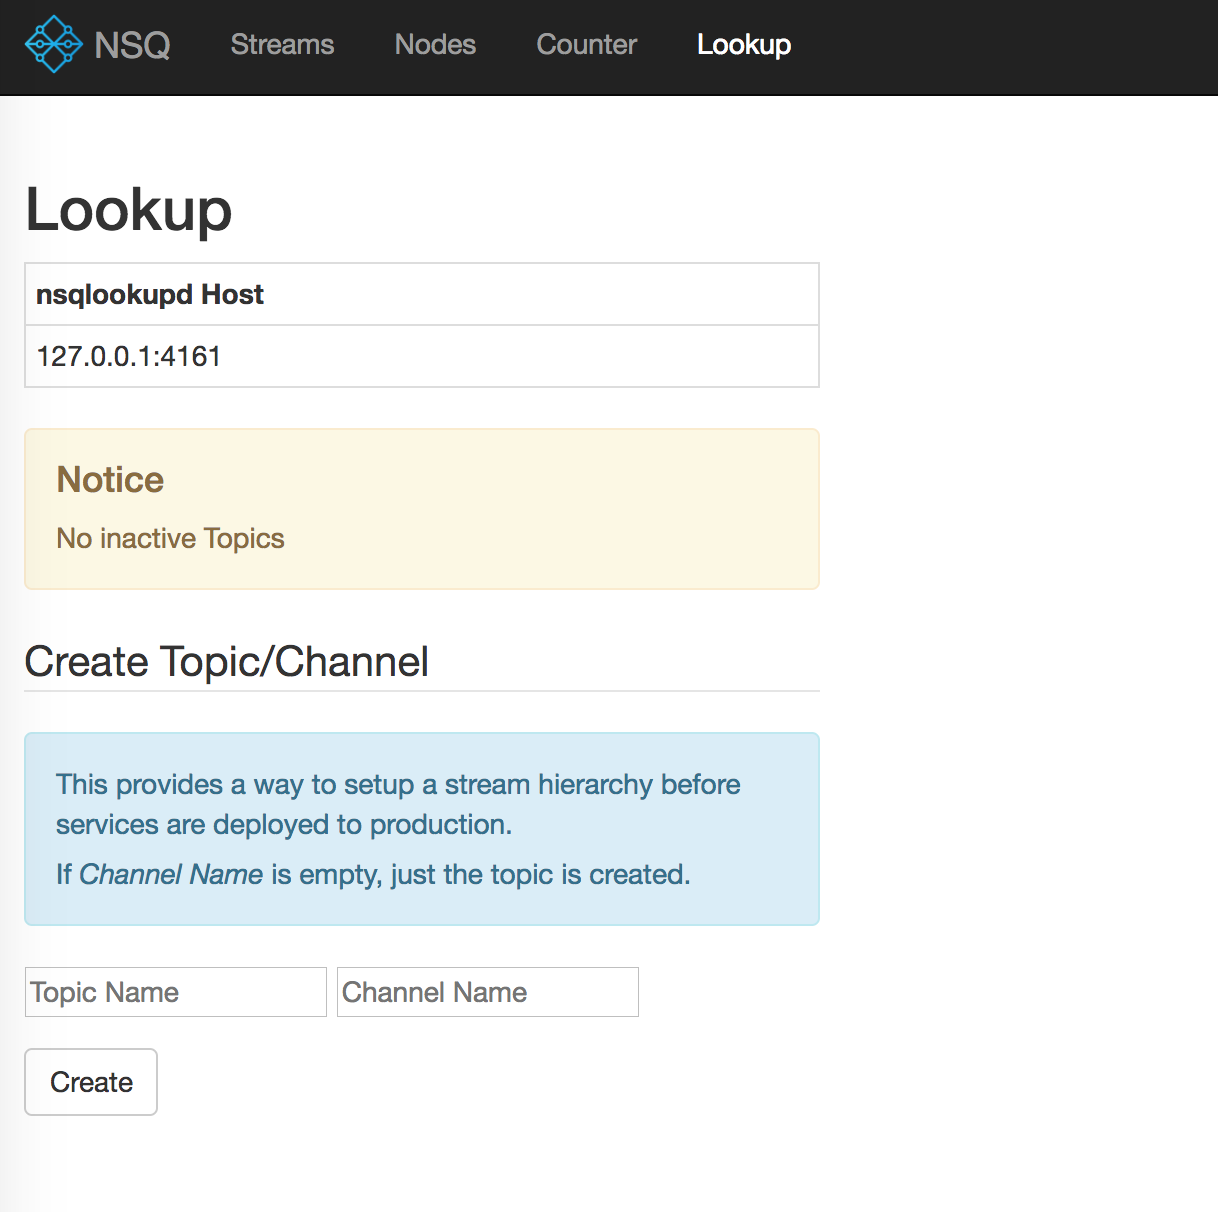 NSQ Streams Nodes Counter Lookup
Lookup
nsqlookupd Host
127.0.0.1:4161
Notice
No inactive Topics
Create Topic/Channel
This provides a way to setup a stream hierarchy before
services are deployed to production.
If Channel Name is empty, just the topic is created.
Topic Name Channel Name
Create